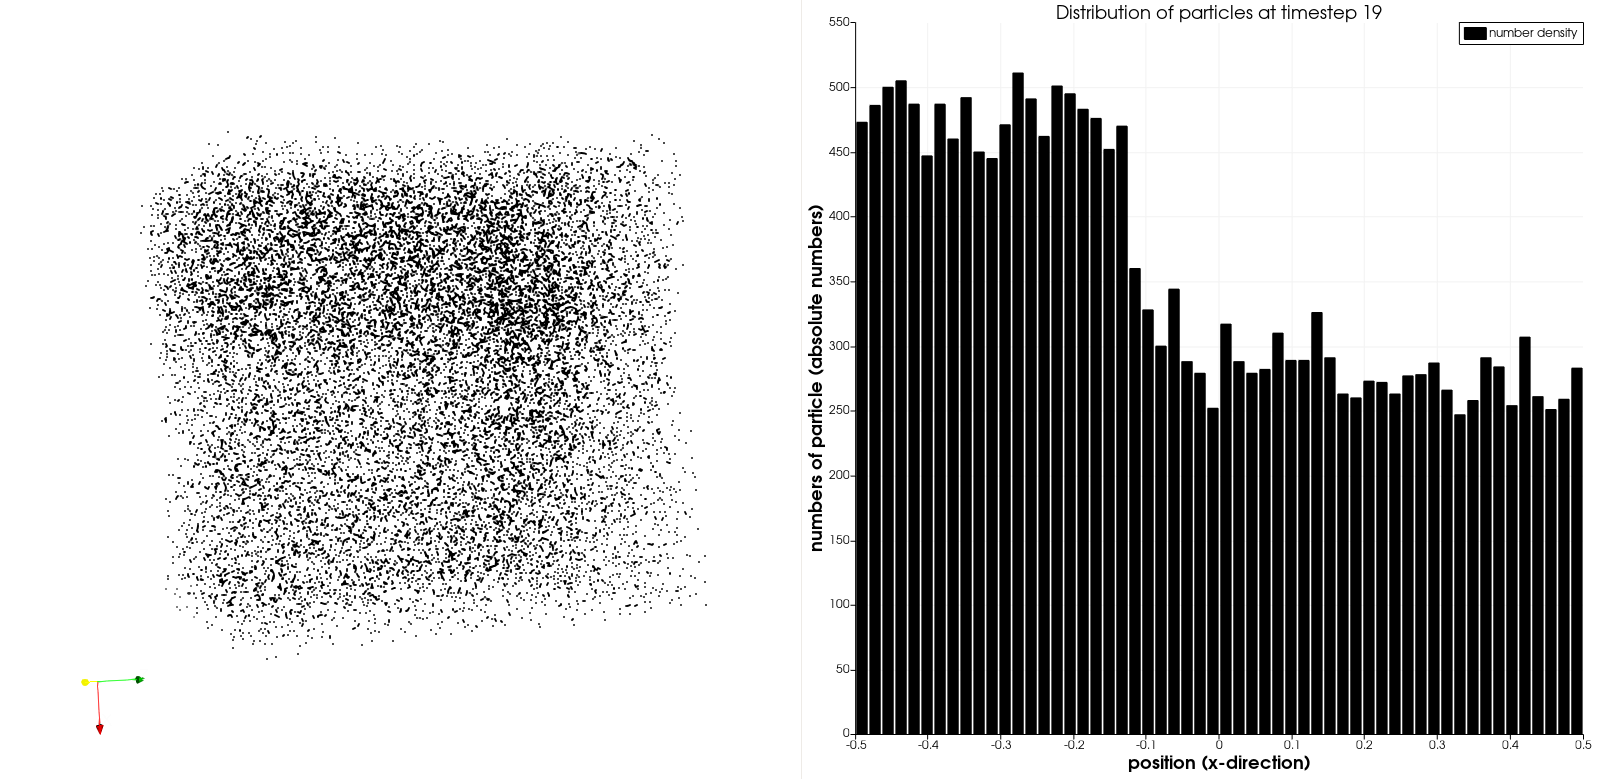 Distribution of particles at timestep 19
number density
numbers of particle (absolute numbers)
550
500
450
400
350
300
250
200
150
100
50
0
-0.5 -0.4 -0.3 -0.2 -0.1 0 0.1 0.2 0.3 0.4 0.5
position (x-direction)